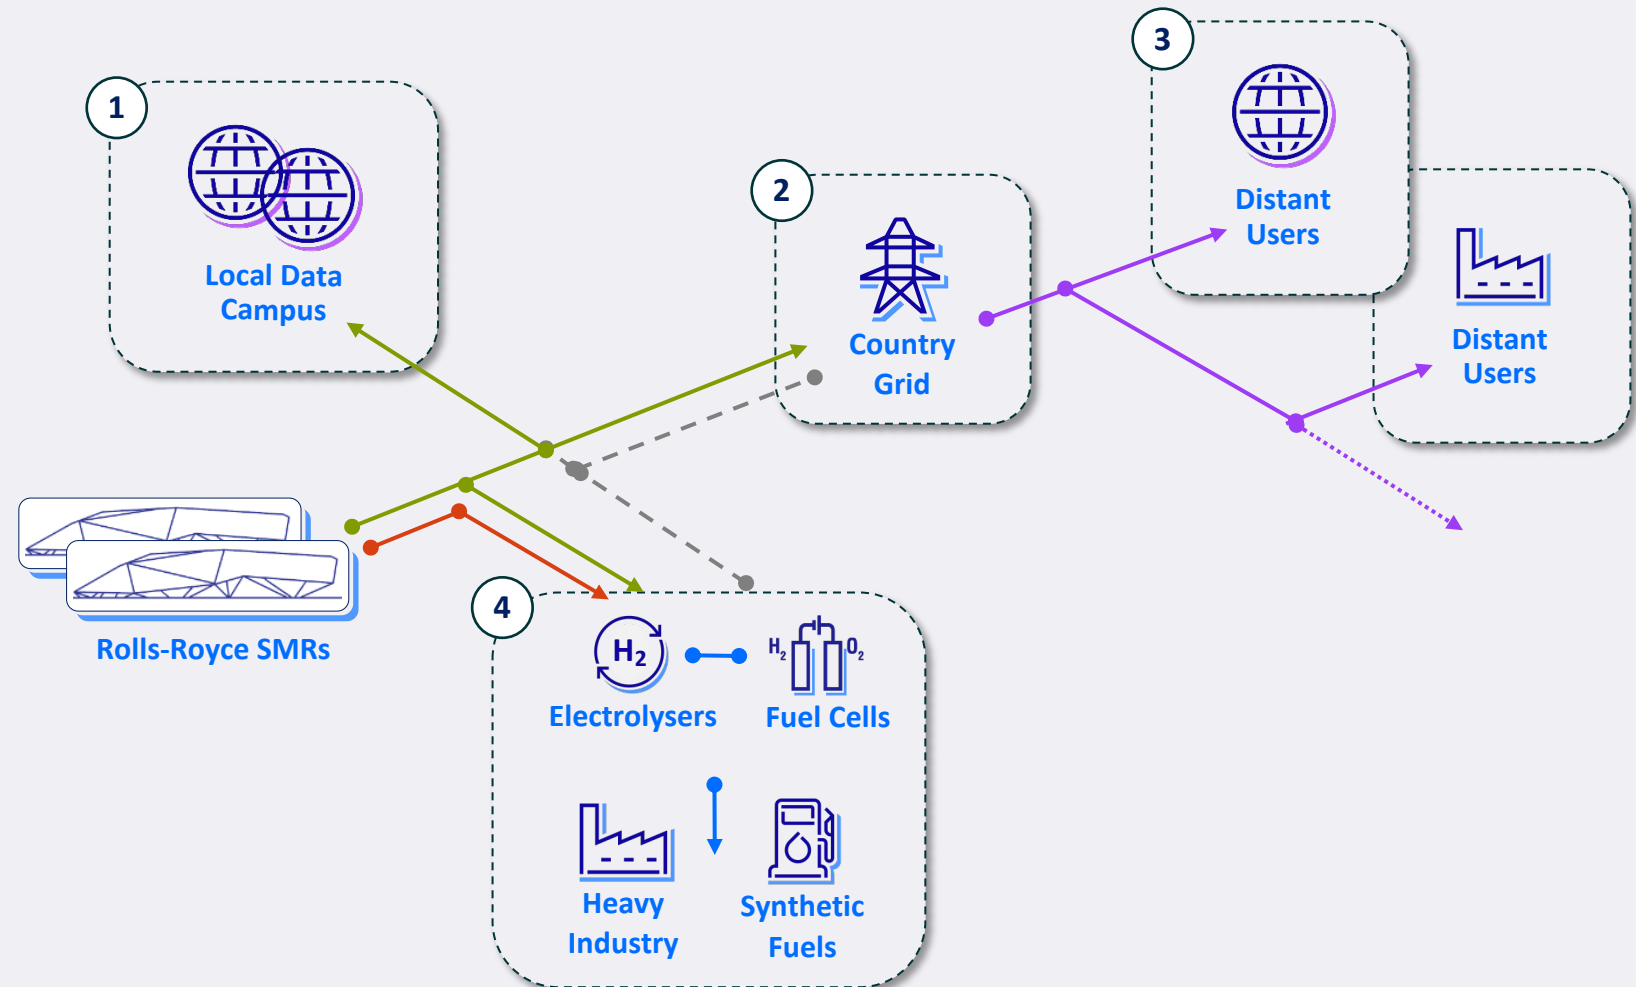 1
Local Data
Campus
2
Country
Grid
3
Distant
Users
Distant
Users
Rolls-Royce SMRs
4
H₂
Electrolysers
H₂ O₂
Fuel Cells
Heavy
Industry
Synthetic
Fuels